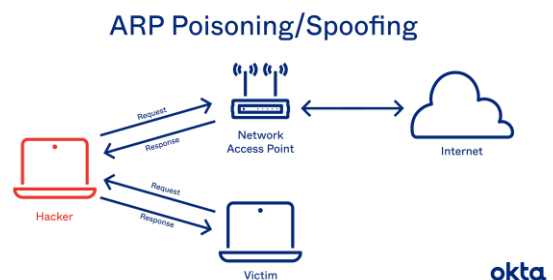 ARP Poisoning/Spoofing
Request
Response
Network
Access Point
Internet
Hacker
Request
Response
Victim
okta